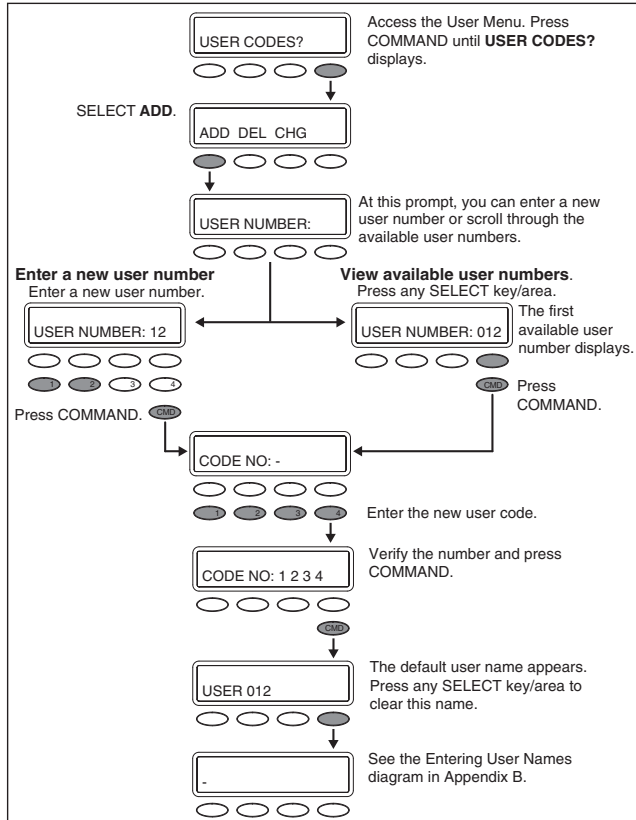 USER CODES?
Access the User Menu. Press
COMMAND until USER CODES?
displays.
SELECT ADD.
ADD DEL CHG
USER NUMBER:
At this prompt, you can enter a new
user number or scroll through the
available user numbers.
Enter a new user number
Enter a new user number.
View available user numbers.
Press any SELECT key/area.
USER NUMBER: 12
USER NUMBER: 012
The first
available user
number displays.
1 2 3 4
CMD
Press
COMMAND.
Press COMMAND. CMD
CODE NO: -
1 2 3 4
Enter the new user code.
CODE NO: 1 2 3 4
Verify the number and press
COMMAND.
CMD
USER 012
The default user name appears.
Press any SELECT key/area to
clear this name.
-
See the Entering User Names
diagram in Appendix B.